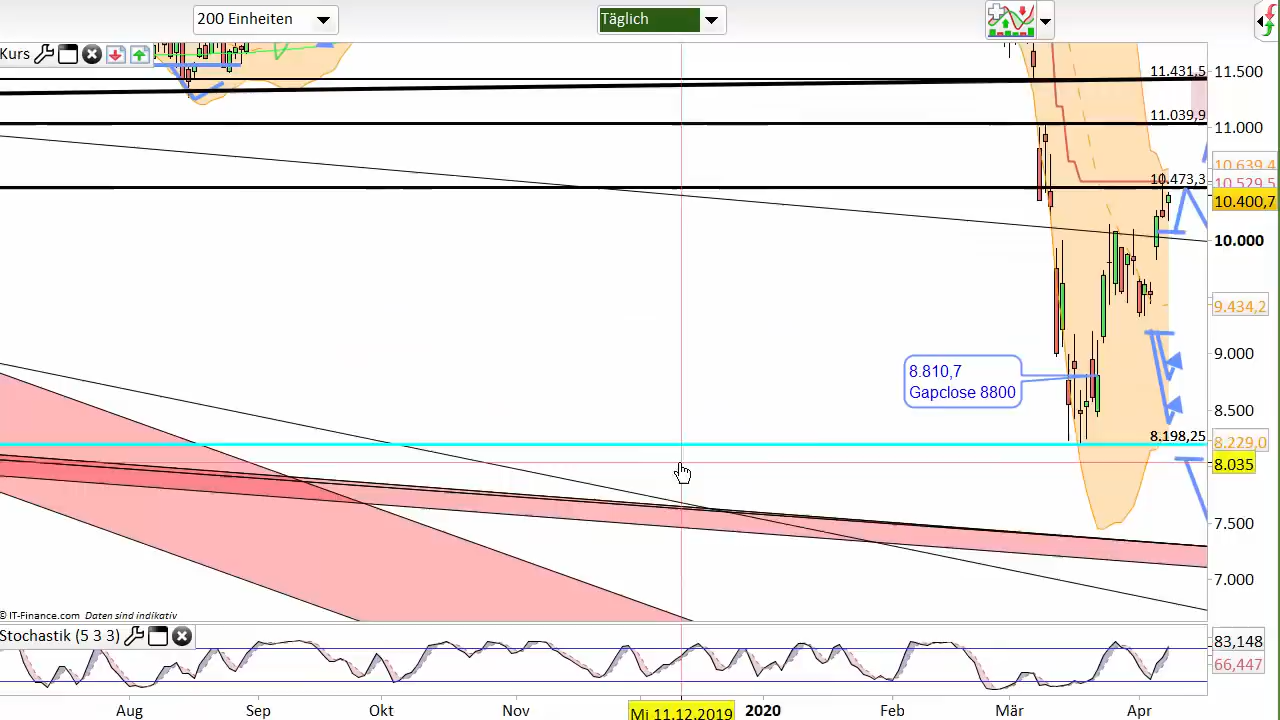 200 Einheiten
Täglich
Kurs
11.431,5
11.500
11.039,9
11.000
10.639,4
10.473,3
10.529,5
10.400,7
10.000
9.434,2
9.000
8.810,7
Gapclose 8800
8.500
8.198,25
8.229,0
8.035
7.500
7.000
© IT-Finance.com Daten sind indikativ
Stochastik (5 3 3)
83,148
66,447
Aug
Sep
Okt
Nov
Mi 11.12.2019
2020
Feb
Mär
Apr